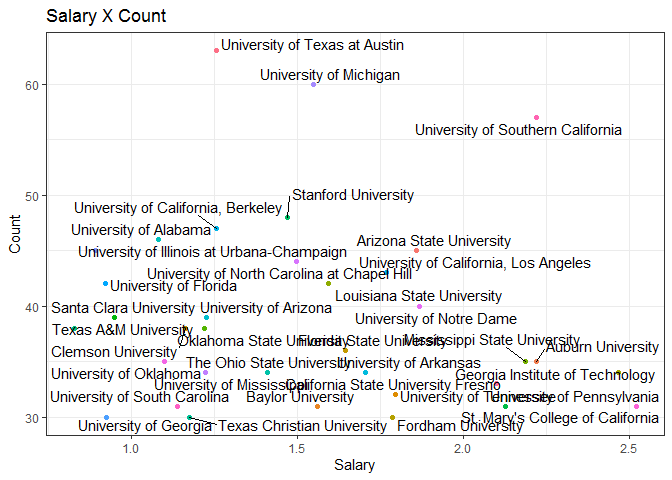 Salary X Count
University of Texas at Austin
60
University of Michigan
University of Southern California
50
Stanford University
University of California, Berkeley
University of Alabama
Arizona State University
University of Illinois at Urbana-Champaign
University of California, Los Angeles
University of North Carolina at Chapel Hill
University of Florida
Louisiana State University
Count
40
Santa Clara University
University of Arizona
University of Notre Dame
Texas A&M University
Oklahoma State University
Florida State University
Mississippi State University
Auburn University
Clemson University
The Ohio State University
University of Arkansas
University of Oklahoma
Georgia Institute of Technology
University of Mississippi
California State University Fresno
University of South Carolina
Baylor University
University of Tennessee
University of Pennsylvania
30
University of Georgia
Texas Christian University
Fordham University
St. Mary's College of California
1.0
1.5
2.0
2.5
Salary